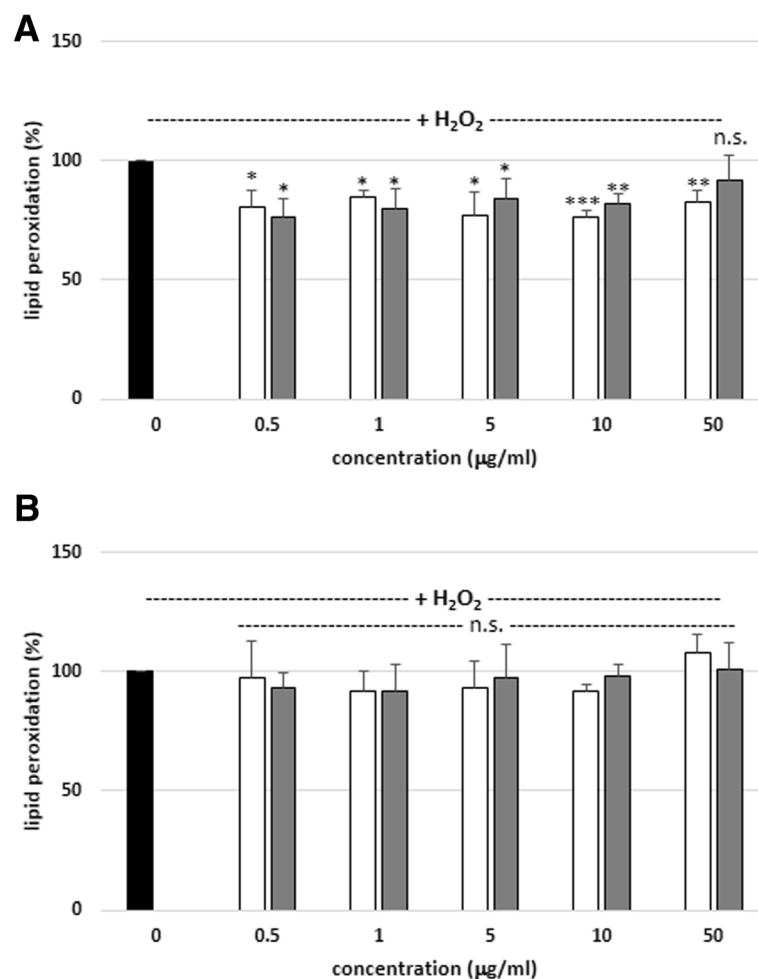 A
150
+ H₂O₂
n.s.
100
* * * * * * *** ** **
50
0
lipid peroxidation (%)
0 0.5 1 5 10 50
concentration (µg/ml)
B
150
+ H₂O₂
n.s.
100
50
0
lipid peroxidation (%)
0 0.5 1 5 10 50
concentration (µg/ml)